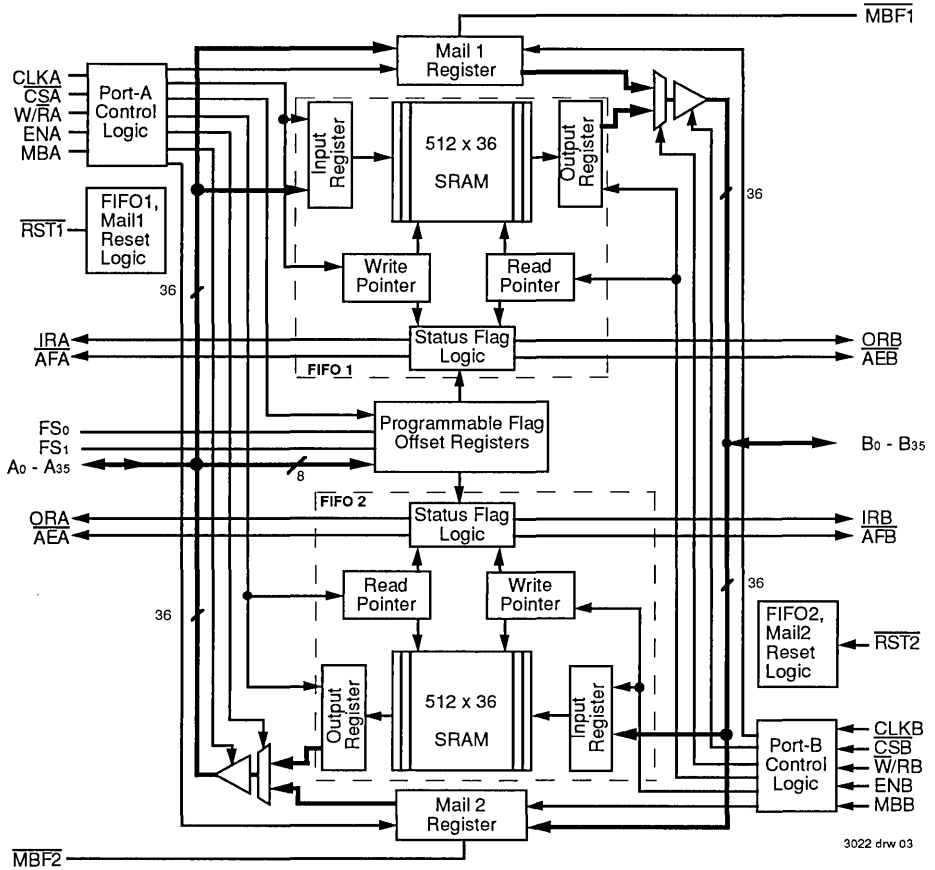 MBF1
Mail 1
Register
CLKA
CSA
W/RA
ENA
MBA
Port-A
Control
Logic
Input
Register
512 x 36
SRAM
Output
Register
36
RST1
FIFO1,
Mail1
Reset
Logic
Write
Pointer
Read
Pointer
36
IRA
AFA
Status Flag
Logic
ORB
AEB
FIFO 1
FS0
FS1
A0 - A35
Programmable Flag
Offset Registers
8
B0 - B35
FIFO 2
ORA
AEA
Status Flag
Logic
IRB
AFB
Read
Pointer
Write
Pointer
36
36
FIFO2,
Mail2
Reset
Logic
RST2
Output
Register
512 x 36
SRAM
Input
Register
Port-B
Control
Logic
CLKB
CSB
W/RB
ENB
MBB
Mail 2
Register
MBF2
3022 drw 03